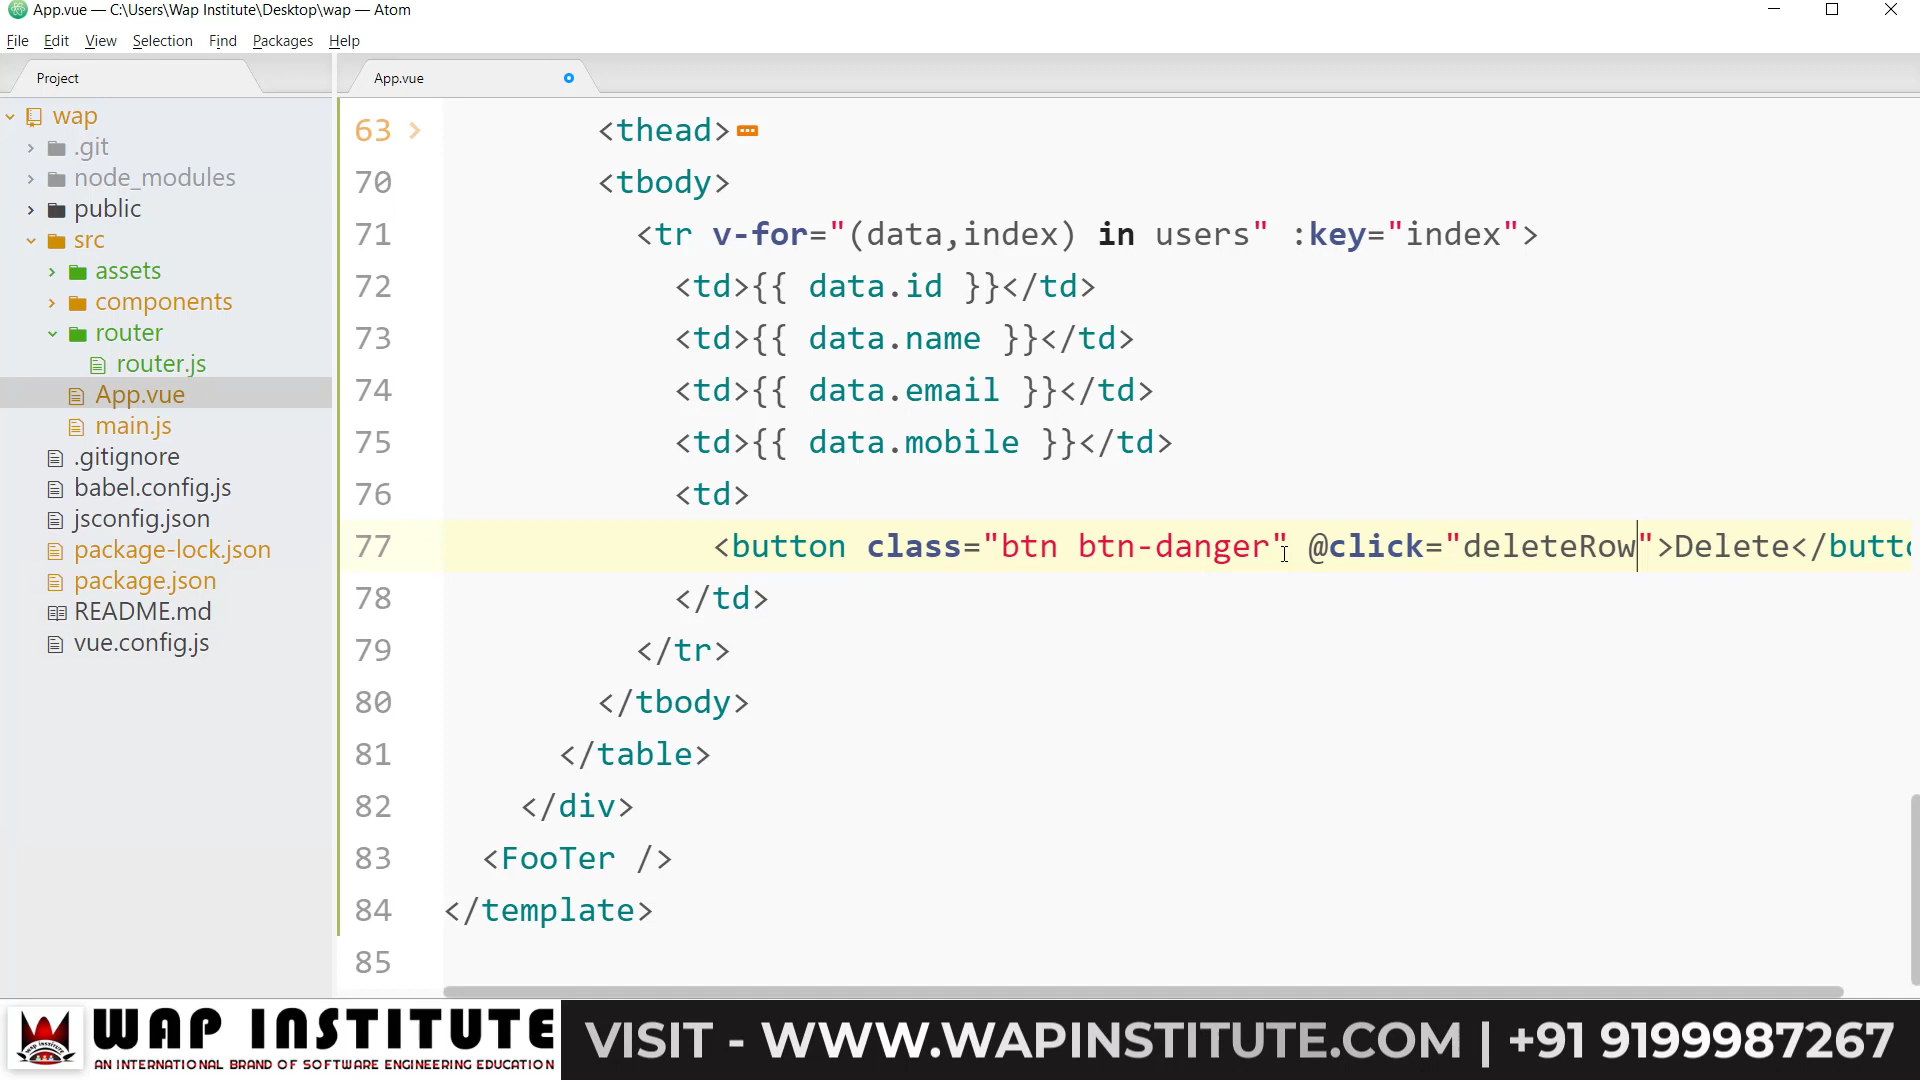 App.vue — C:\Users\Wap Institute\Desktop\wap — Atom
File Edit View Selection Find Packages Help
Project
App.vue
wap
.git
node_modules
public
src
assets
components
router
router.js
App.vue
main.js
.gitignore
babel.config.js
jsconfig.json
package-lock.json
package.json
README.md
vue.config.js
63 <thead>
70 <tbody>
71 <tr v-for="(data,index) in users" :key="index">
72 <td>{{ data.id }}</td>
73 <td>{{ data.name }}</td>
74 <td>{{ data.email }}</td>
75 <td>{{ data.mobile }}</td>
76 <td>
77 <button class="btn btn-danger" @click="deleteRow">Delete</butto
78 </td>
79 </tr>
80 </tbody>
81 </table>
82 </div>
83 <FooTer />
84 </template>
85
wap institute
WAP INSTITUTE
AN INTERNATIONAL BRAND OF SOFTWARE ENGINEERING EDUCATION
VISIT - WWW.WAPINSTITUTE.COM | +91 9199987267